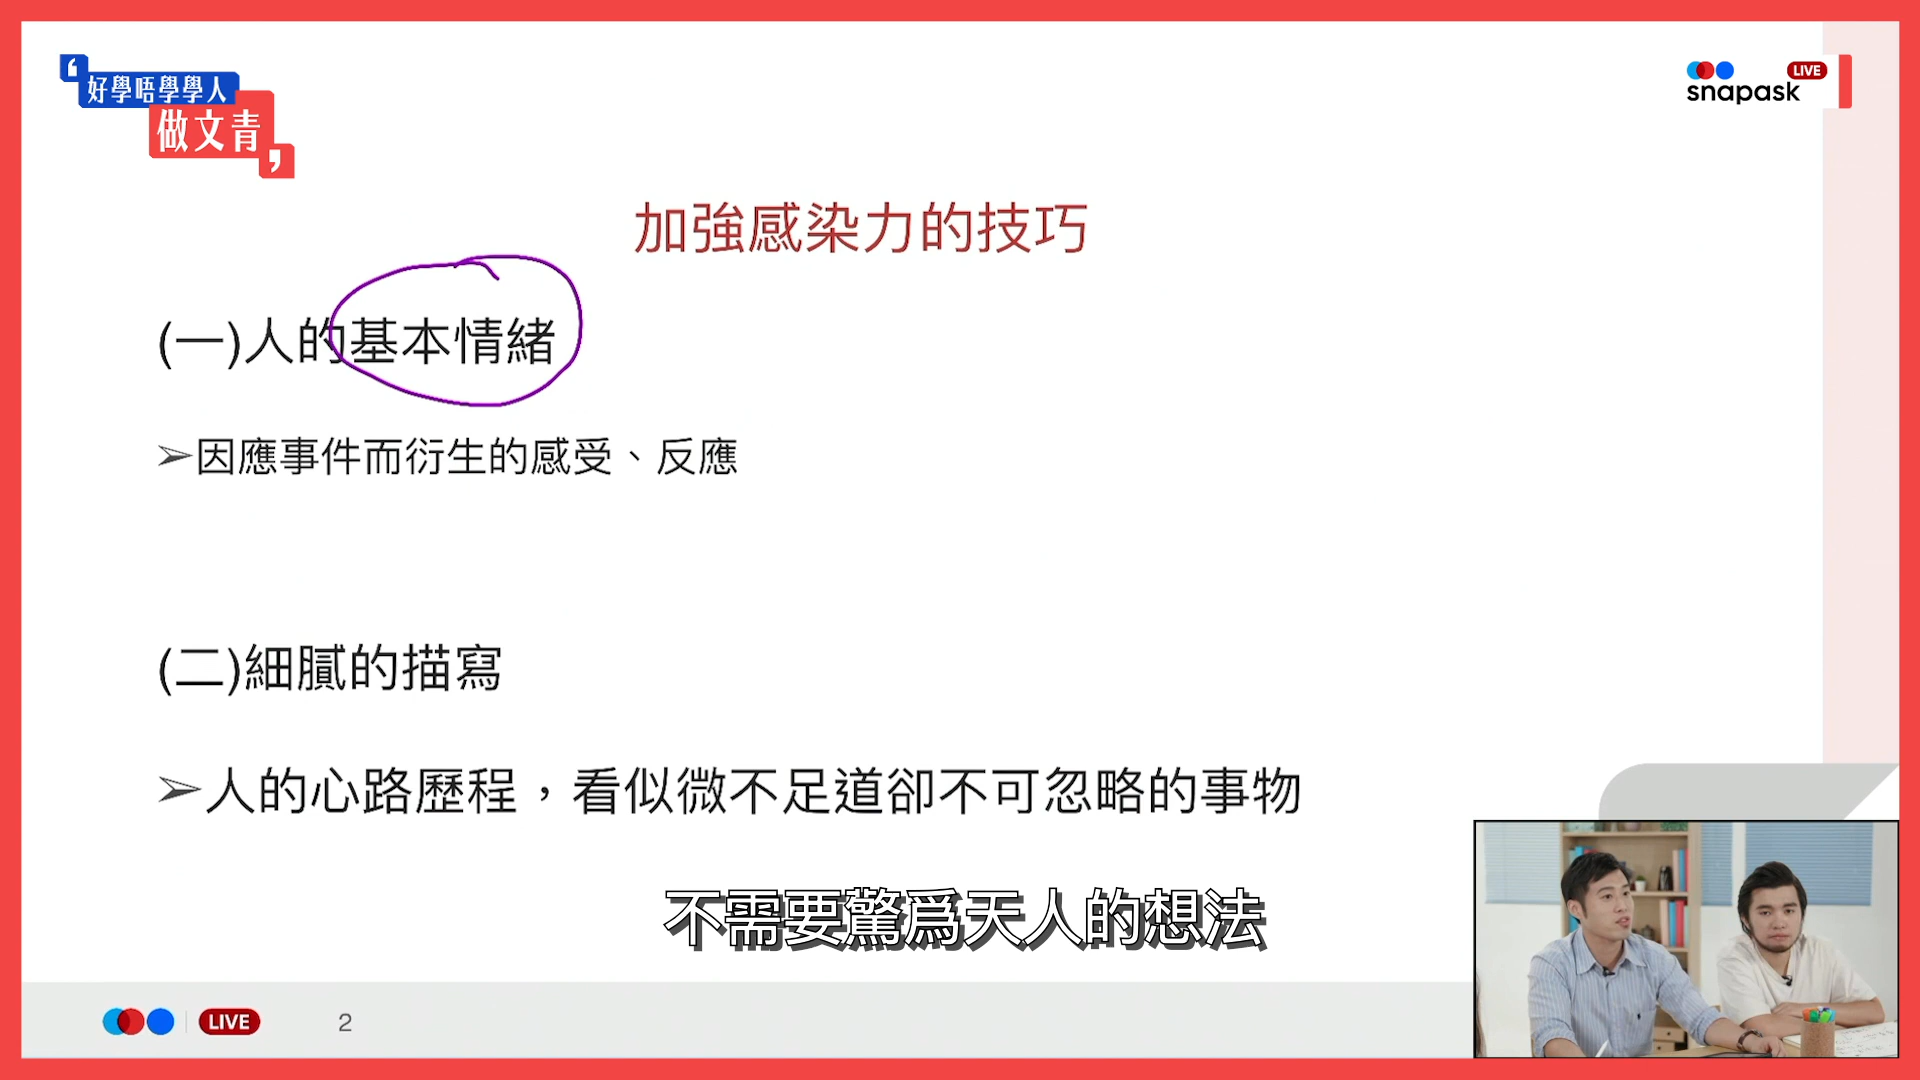 好學唔學學人
做文青
LIVE
snapask
加強感染力的技巧
(一)人的基本情緒
➢因應事件而衍生的感受、反應
(二)細膩的描寫
➢人的心路歷程，看似微不足道卻不可忽略的事物
不需要驚爲天人的想法
LIVE
2